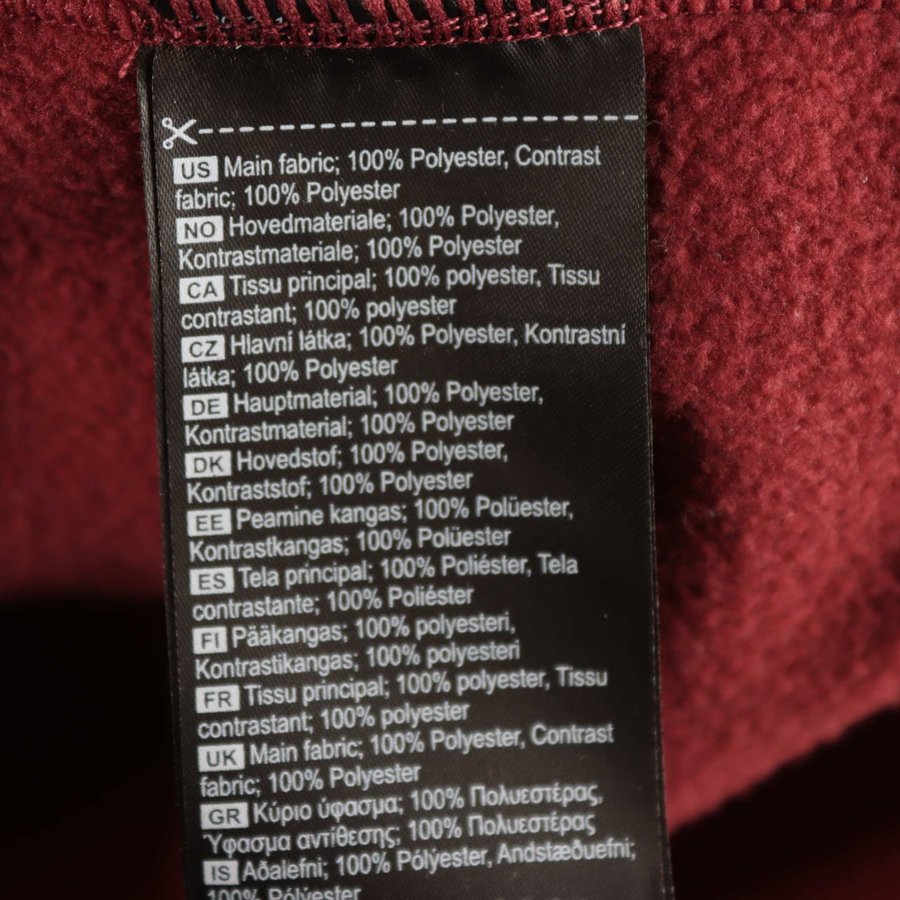 US Main fabric; 100% Polyester, Contrast
fabric; 100% Polyester
NO Hovedmateriale; 100% Polyester,
Kontrastmateriale; 100% Polyester
CA Tissu principal; 100% polyester, Tissu
contrastant; 100% polyester
CZ Hlavní látka; 100% Polyester, Kontrastní
látka; 100% Polyester
DE Hauptmaterial; 100% Polyester,
Kontrastmaterial; 100% Polyester
DK Hovedstof; 100% Polyester,
Kontraststof; 100% Polyester
EE Peamine kangas; 100% Polüester,
Kontrastkangas; 100% Polüester
ES Tela principal; 100% Poliéster, Tela
contrastante; 100% Poliéster
FI Pääkangas; 100% polyesteri,
Kontrastikangas; 100% polyesteri
FR Tissu principal; 100% polyester, Tissu
contrastant; 100% polyester
UK Main fabric; 100% Polyester, Contrast
fabric; 100% Polyester
GR Κύριο ύφασμα; 100% Πολυεστέρας,
Ύφασμα αντίθεσης; 100% Πολυεστέρας
IS Aðalefni; 100% Pólýester, Andstæðuefni;
100% Pólýester